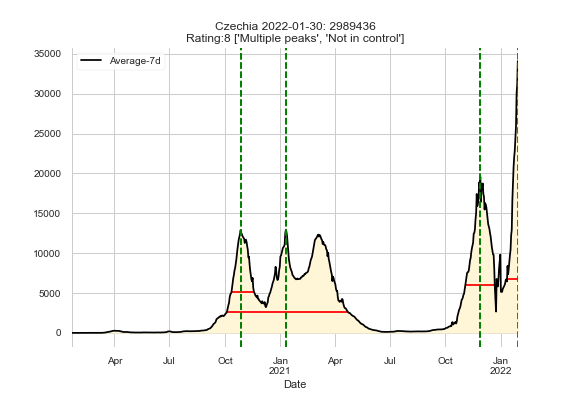 Czechia 2022-01-30: 2989436
Rating:8 ['Multiple peaks', 'Not in control']
Average-7d
35000
30000
25000
20000
15000
10000
5000
0
Apr Jul Oct Jan Apr Jul Oct Jan
2021 2022
Date